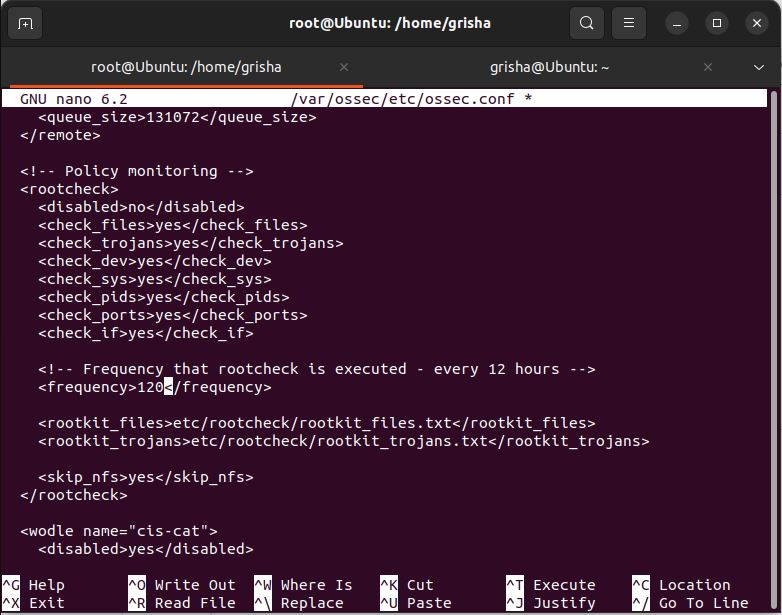 root@Ubuntu: /home/grisha
root@Ubuntu: /home/grisha × grisha@Ubuntu: ~ ×
GNU nano 6.2 /var/ossec/etc/ossec.conf *
    <queue_size>131072</queue_size>
  </remote>

  <!-- Policy monitoring -->
  <rootcheck>
    <disabled>no</disabled>
    <check_files>yes</check_files>
    <check_trojans>yes</check_trojans>
    <check_dev>yes</check_dev>
    <check_sys>yes</check_sys>
    <check_pids>yes</check_pids>
    <check_ports>yes</check_ports>
    <check_if>yes</check_if>

    <!-- Frequency that rootcheck is executed - every 12 hours -->
    <frequency>120</frequency>

    <rootkit_files>etc/rootcheck/rootkit_files.txt</rootkit_files>
    <rootkit_trojans>etc/rootcheck/rootkit_trojans.txt</rootkit_trojans>

    <skip_nfs>yes</skip_nfs>
  </rootcheck>

  <wodle name="cis-cat">
    <disabled>yes</disabled>

^G Help ^O Write Out ^W Where Is ^K Cut ^T Execute ^C Location
^X Exit ^R Read File ^\ Replace ^U Paste ^J Justify ^/ Go To Line